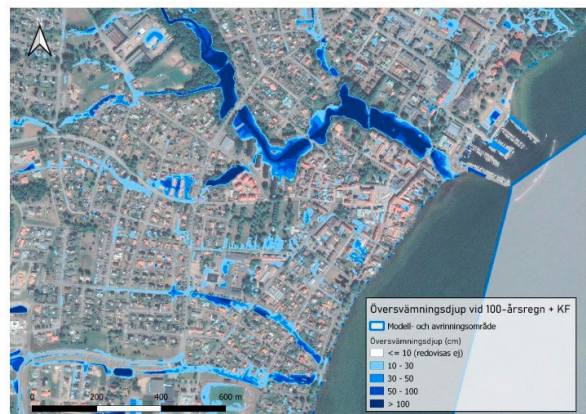 N
0 200 400 600 m
Översvämningsdjup vid 100-årsregn + KF
Modell- och avrinningsområde
Översvämningsdjup (cm)
<= 10 (redovisas ej)
10 - 30
30 - 50
50 - 100
> 100